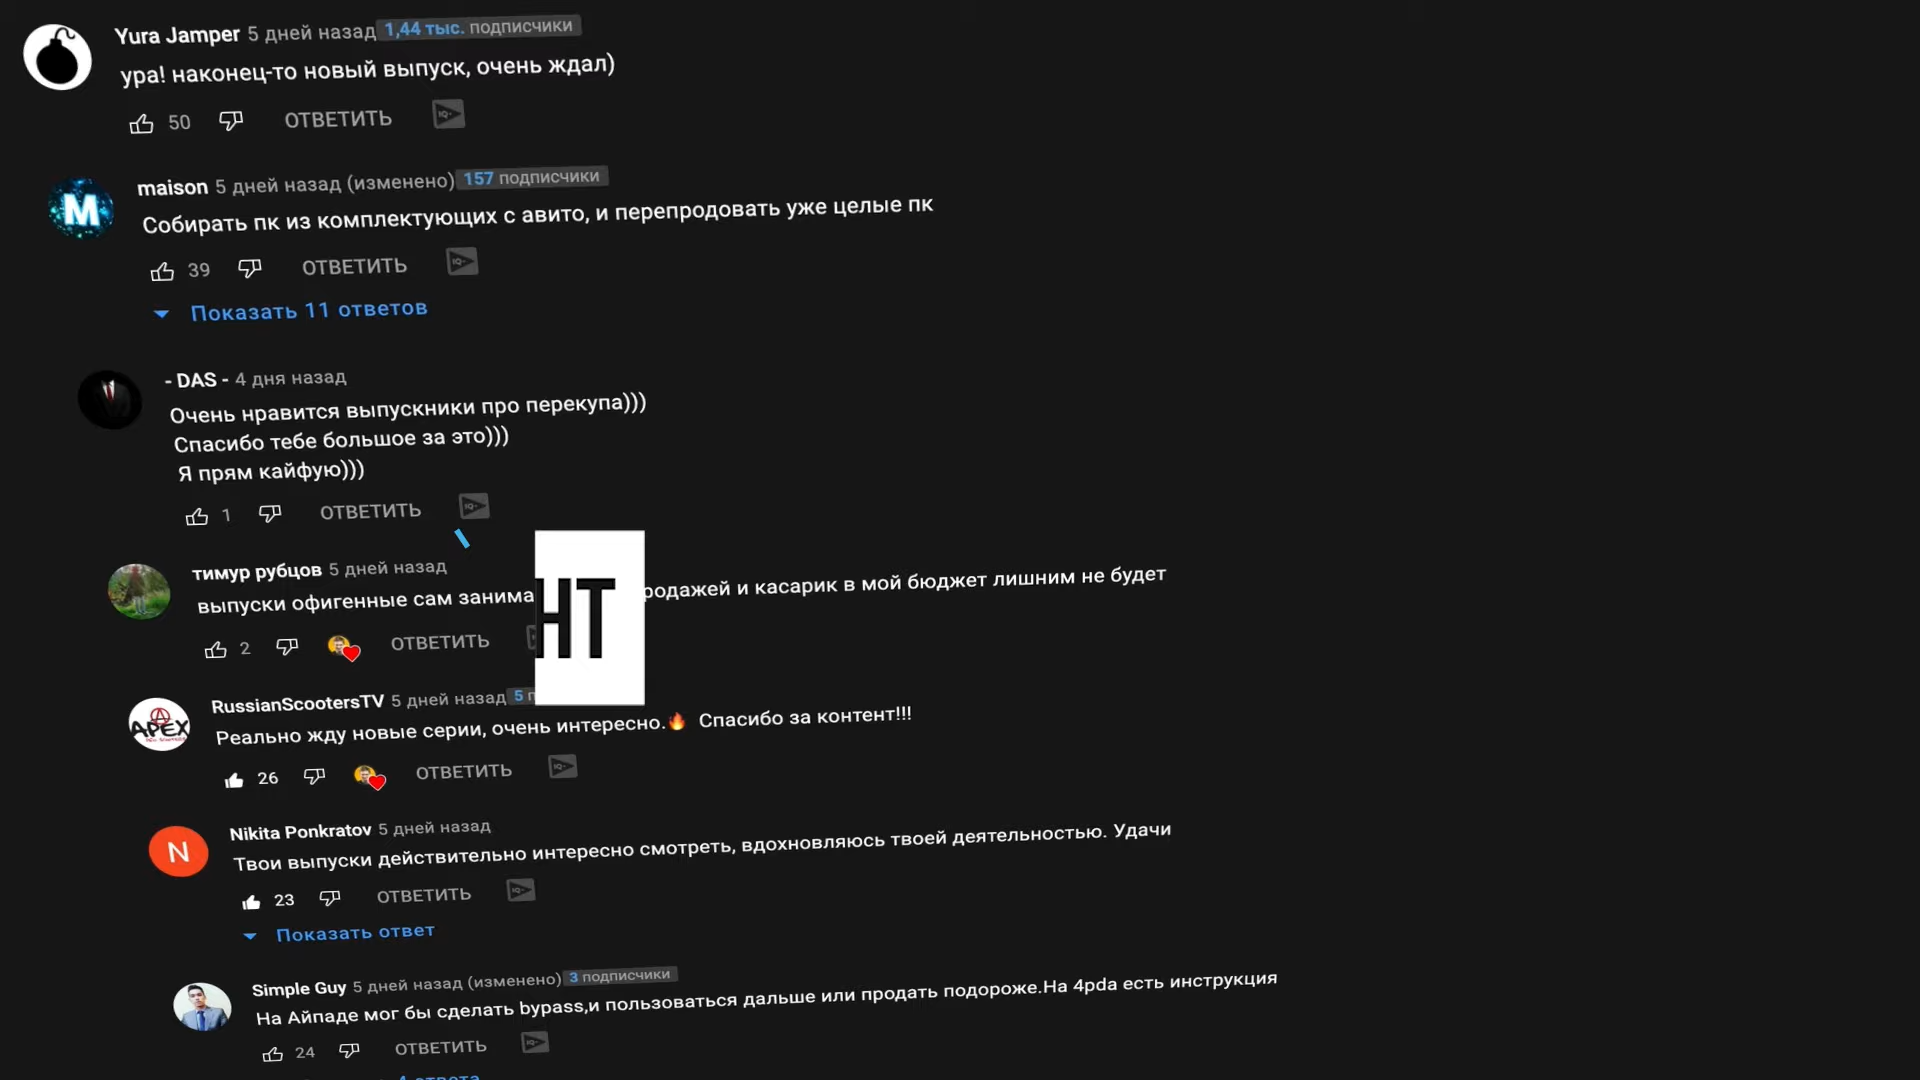 Yura Jamper 5 дней назад 1,44 тыс. подписчики
ура! наконец-то новый выпуск, очень ждал)
50 ОТВЕТИТЬ
maison 5 дней назад (изменено) 157 подписчики
Собирать пк из комплектующих с авито, и перепродовать уже целые пк
39 ОТВЕТИТЬ
Показать 11 ответов
- DAS - 4 дня назад
Очень нравится выпускники про перекупа)))
Спасибо тебе большое за это)))
Я прям кайфую)))
1 ОТВЕТИТЬ
тимур рубцов 5 дней назад
выпуски офигенные сам занима родажей и касарик в мой бюджет лишним не будет
НТ
2 ОТВЕТИТЬ
RussianScootersTV 5 дней назад 5 п
Реально жду новые серии, очень интересно.🔥 Спасибо за контент!!!
APEX
26 ОТВЕТИТЬ
Nikita Ponkratov 5 дней назад
Твои выпуски действительно интересно смотреть, вдохновляюсь твоей деятельностью. Удачи
N
23 ОТВЕТИТЬ
Показать ответ
Simple Guy 5 дней назад (изменено) 3 подписчики
На Айпаде мог бы сделать bypass,и пользоваться дальше или продать подороже.На 4pda есть инструкция
24 ОТВЕТИТЬ
4 ответа